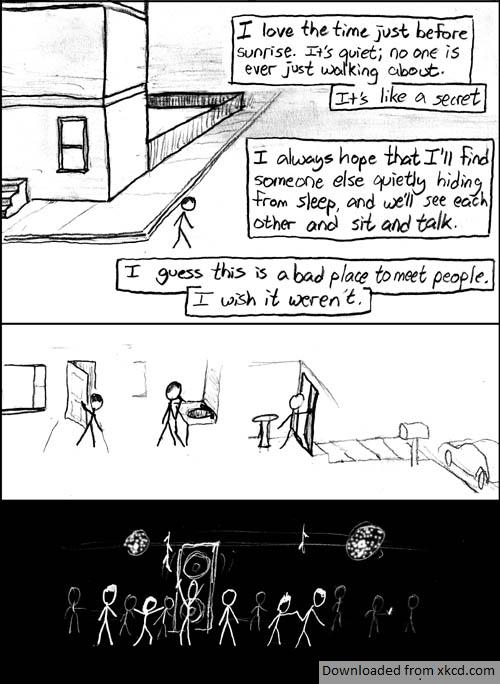 I love the time just before
sunrise. It's quiet; no one is
ever just walking about.
It's like a secret
I always hope that I'll find
someone else quietly hiding
from sleep, and we'll see each
other and sit and talk.
I guess this is a bad place to meet people.
I wish it weren't.
Downloaded from xkcd.com